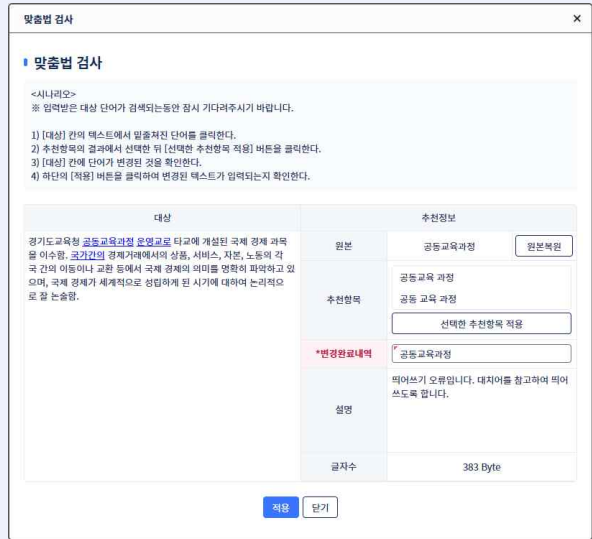 맞춤법 검사
×
맞춤법 검사
<시나리오>
※ 입력받은 대상 단어가 검색되는동안 잠시 기다려주시기 바랍니다.
1) [대상] 칸의 텍스트에서 밑줄쳐진 단어를 클릭한다.
2) 추천항목의 결과에서 선택한 뒤 [선택한 추천항목 적용] 버튼을 클릭한다.
3) [대상] 칸에 단어가 변경된 것을 확인한다.
4) 하단의 [적용] 버튼을 클릭하여 변경된 텍스트가 입력되는지 확인한다.
대상
경기도교육청 공동교육과정 운영교로 타교에 개설된 국제 경제 과목
을 이수함. 국가간의 경제거래에서의 상품, 서비스, 자본, 노동의 각
국 간의 이동이나 교환 등에서 국제 경제의 의미를 명확히 파악하고 있
으며, 국제 경제가 세계적으로 성립하게 된 시기에 대하여 논리적으
로 잘 논술함.
추천정보
원본 공동교육과정 원본복원
추천항목
공동교육 과정
공동 교육 과정
선택한 추천항목 적용
*변경완료내역 공동교육과정
설명
띄어쓰기 오류입니다. 대치어를 참고하여 띄어
쓰도록 합니다.
글자수 383 Byte
적용 닫기